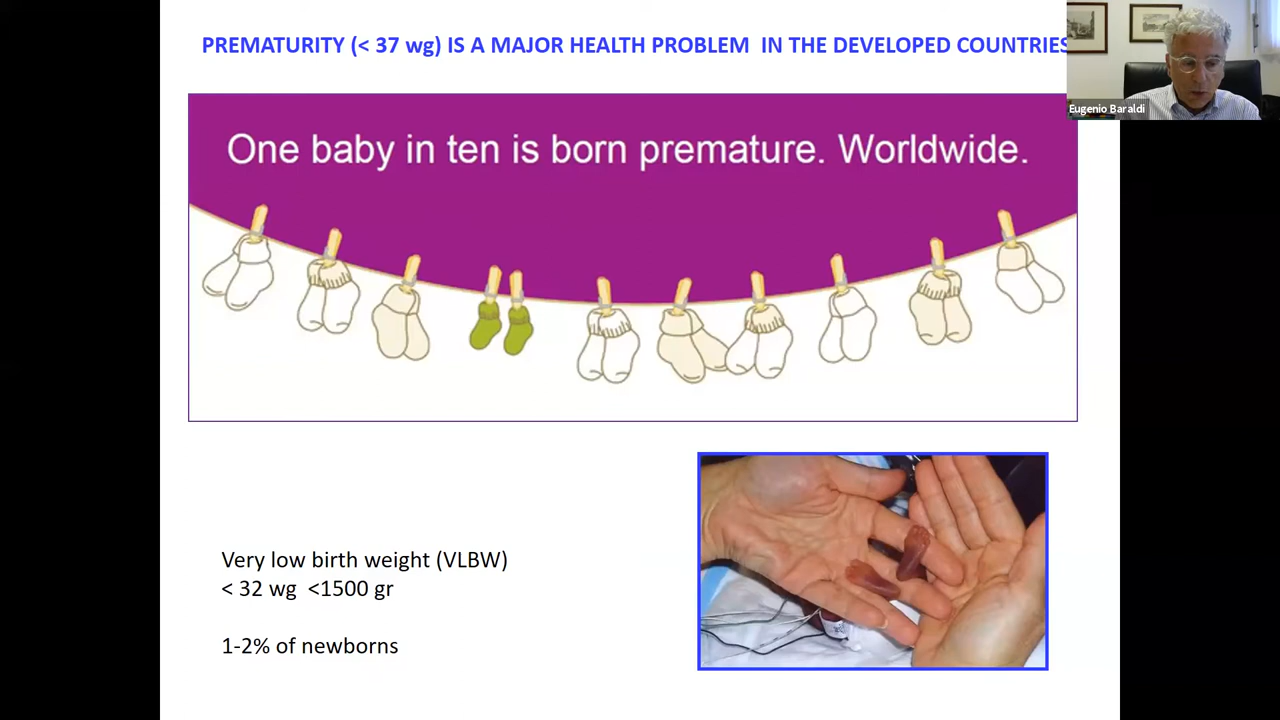 PREMATURITY (< 37 wg) IS A MAJOR HEALTH PROBLEM IN THE DEVELOPED COUNTRIES
Eugenio Baraldi
One baby in ten is born premature. Worldwide.
Very low birth weight (VLBW)
< 32 wg <1500 gr
1-2% of newborns